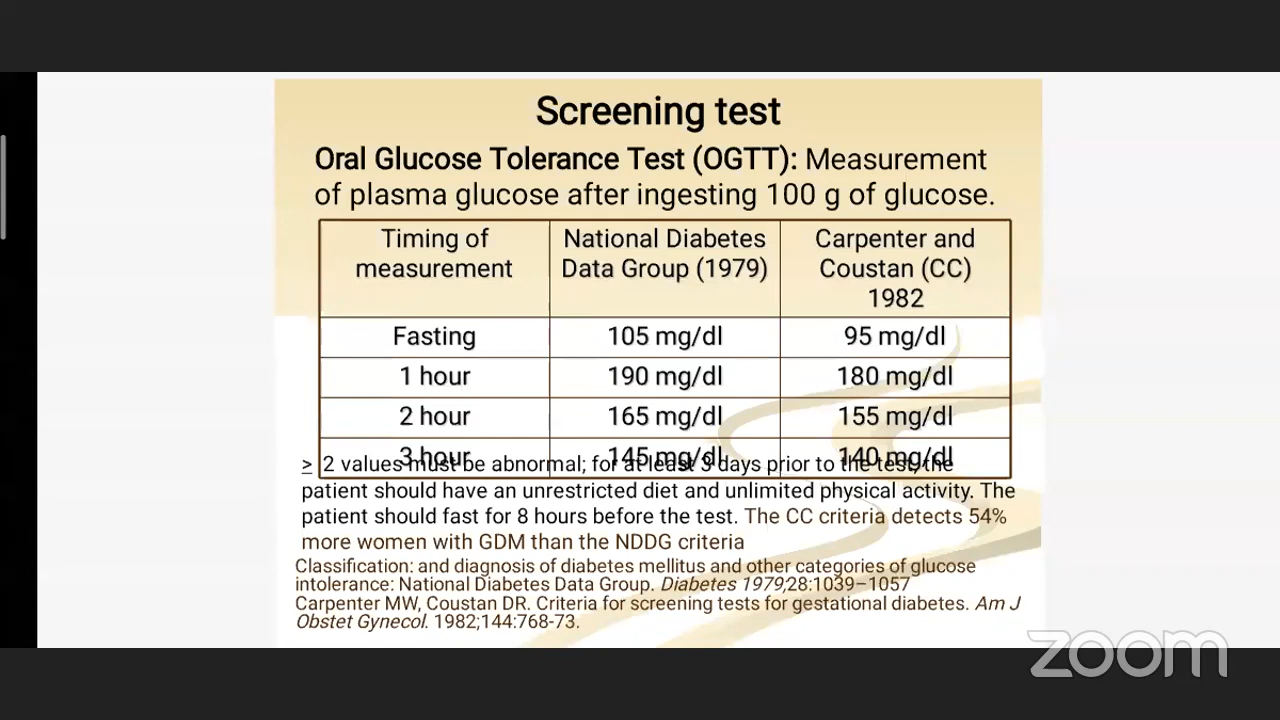 Screening test
Oral Glucose Tolerance Test (OGTT): Measurement
of plasma glucose after ingesting 100 g of glucose.
Timing of measurement National Diabetes Data Group (1979) Carpenter and Coustan (CC) 1982
Fasting 105 mg/dl 95 mg/dl
1 hour 190 mg/dl 180 mg/dl
2 hour 165 mg/dl 155 mg/dl
3 hour 145 mg/dl 140 mg/dl
≥ 2 values must be abnormal; for at least 3 days prior to the test, the
patient should have an unrestricted diet and unlimited physical activity. The
patient should fast for 8 hours before the test. The CC criteria detects 54%
more women with GDM than the NDDG criteria
Classification: and diagnosis of diabetes mellitus and other categories of glucose
intolerance: National Diabetes Data Group. Diabetes 1979;28:1039–1057
Carpenter MW, Coustan DR. Criteria for screening tests for gestational diabetes. Am J
Obstet Gynecol. 1982;144:768-73.
zoom